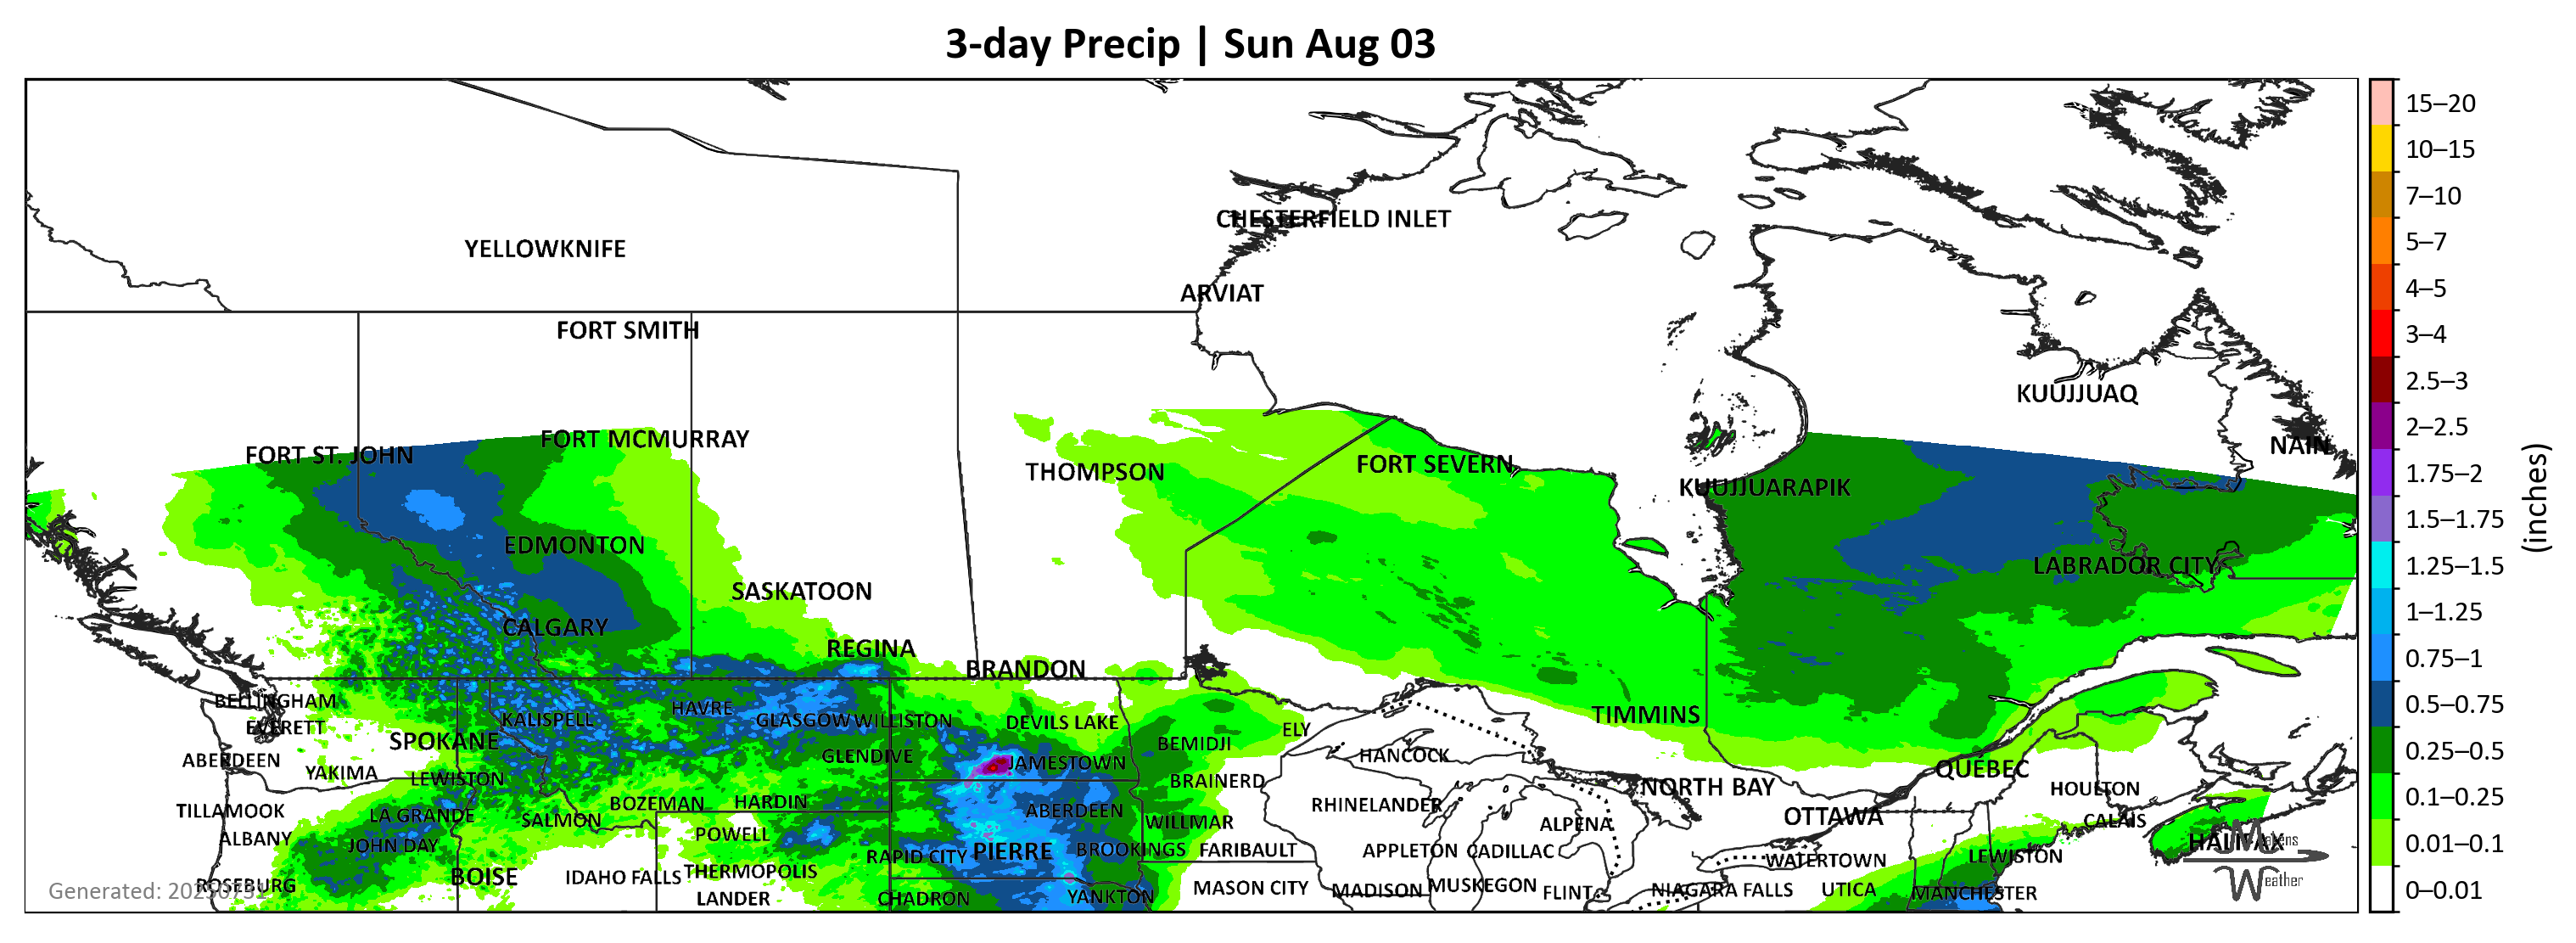 3-day Precip | Sun Aug 03
CHESTERFIELD INLET
YELLOWKNIFE
ARVIAT
FORT SMITH
KUUJJUAQ
FORT MCMURRAY
NAIN
FORT ST. JOHN
THOMPSON
FORT SEVERN
KUUJJUARAPIK
EDMONTON
LABRADOR CITY
SASKATOON
CALGARY
REGINA
BRANDON
BELLINGHAM
HAVRE
KALISPELL
GLASGOW
WILLISTON
DEVILS LAKE
TIMMINS
EVERETT
ELY
SPOKANE
BEMIDJI
GLENDIVE
HANCOCK
ABERDEEN
JAMESTOWN
QUEBEC
YAKIMA
LEWISTON
BRAINERD
NORTH BAY
HOULTON
BOZEMAN
HARDIN
RHINELANDER
TILLAMOOK
ABERDEEN
LA GRANDE
SALMON
OTTAWA
CALAIS
WILLMAR
ALPENA
POWELL
ALBANY
HALIFAX
JOHN DAY
PIERRE
BROOKINGS
FARIBAULT
APPLETON
CADILLAC
RAPID CITY
LEWISTON
WATERTOWN
THERMOPOLIS
BOISE
IDAHO FALLS
ROSEBURG
MASON CITY
MADISON
MUSKEGON
FLINT
NIAGARA FALLS
UTICA
MANCHESTER
LANDER
CHADRON
YANKTON
Weather
15–20
10–15
7–10
5–7
4–5
3–4
2.5–3
2–2.5
1.75–2
1.5–1.75
1.25–1.5
1–1.25
0.75–1
0.5–0.75
0.25–0.5
0.1–0.25
0.01–0.1
0–0.01
(inches)
Generated: